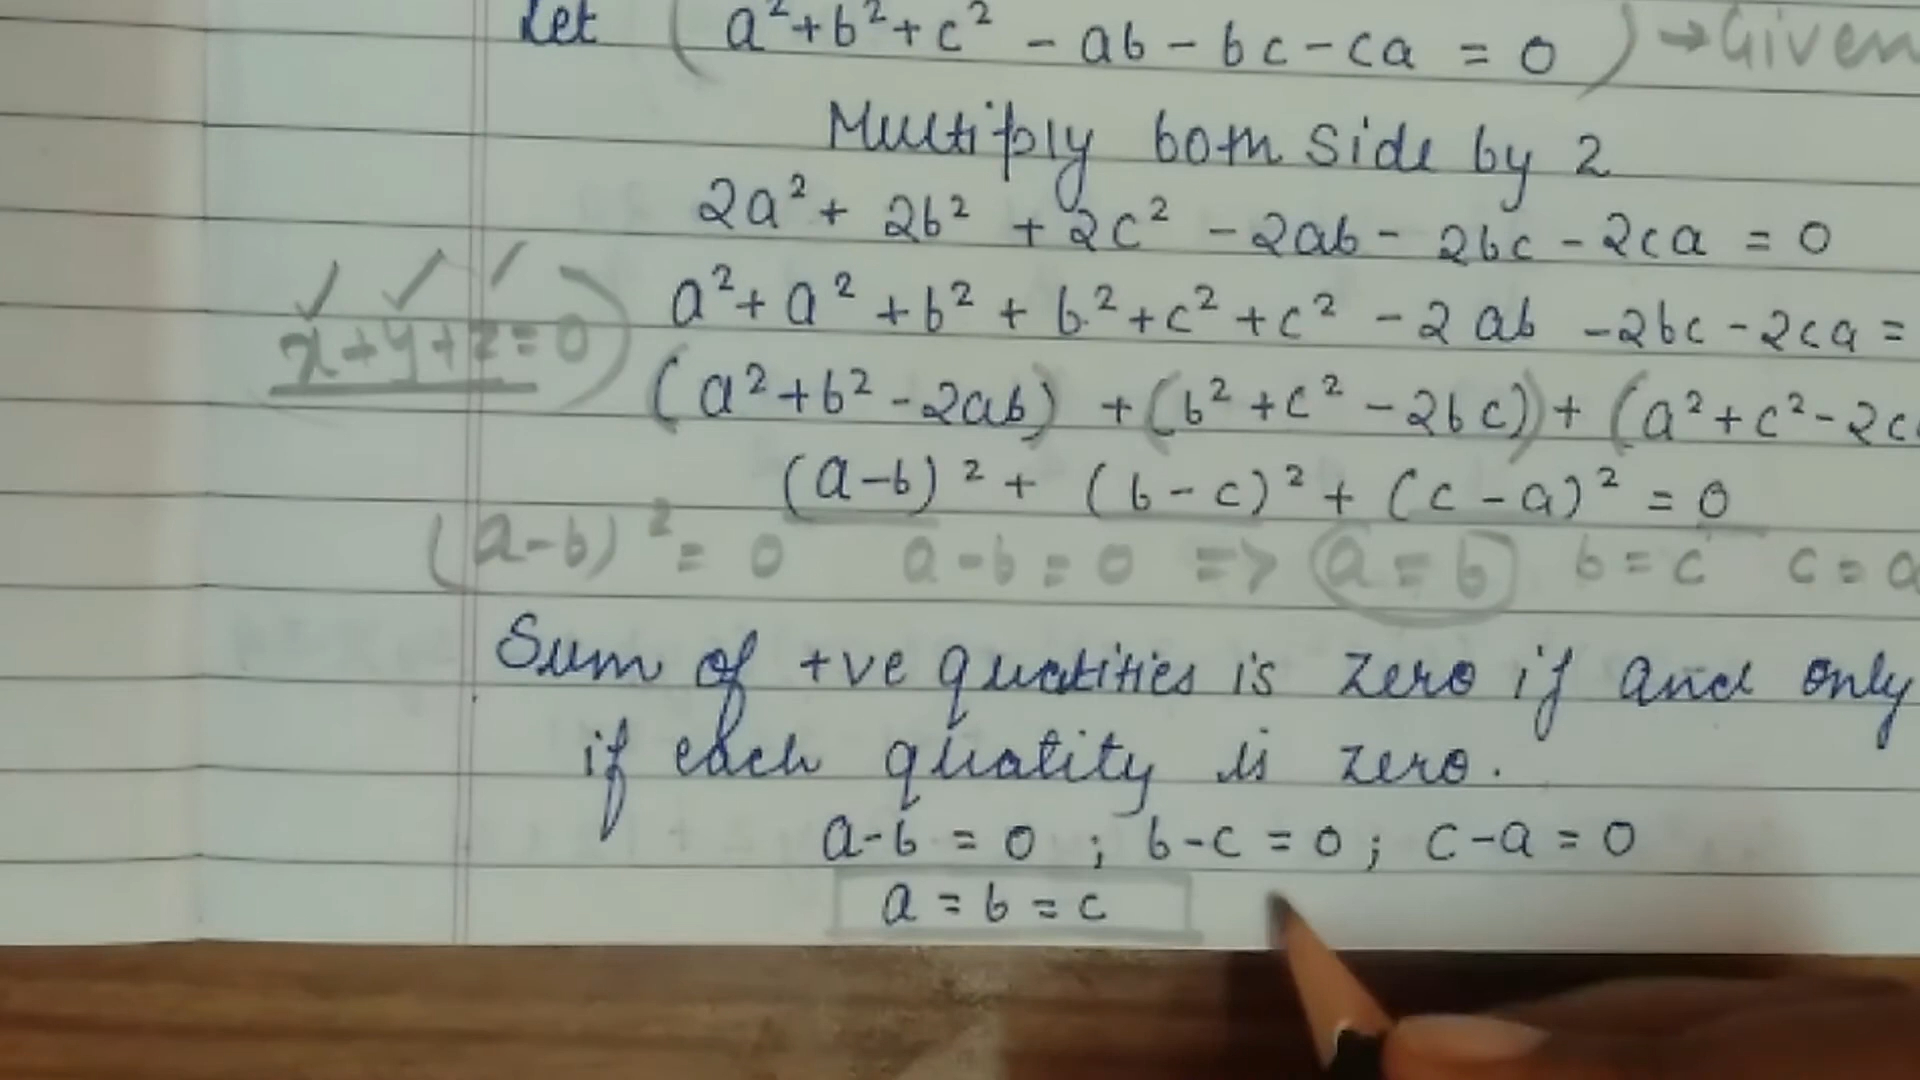 Let (a²+b²+c² - ab - bc - ca = 0) → Given
Multiply both side by 2
2a² + 2b² + 2c² - 2ab - 2bc - 2ca = 0
a² + a² + b² + b² + c² + c² - 2ab - 2bc - 2ca =
x+y+z=0)
(a²+b²-2ab) + (b²+c²-2bc) + (a²+c²-2c
(a-b)² + (b-c)² + (c-a)² = 0
(a-b)² = 0 a-b=0 => a=b b=c c=a
Sum of +ve quatities is zero if and only
if each quatity is zero.
a-b = 0 ; b-c = 0 ; c-a = 0
a = b = c